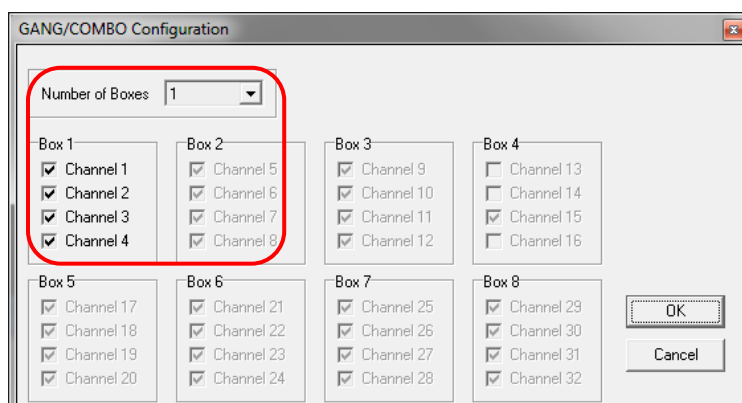 GANG/COMBO Configuration
Number of Boxes 1
Box 1
Channel 1
Channel 2
Channel 3
Channel 4
Box 2
Channel 5
Channel 6
Channel 7
Channel 8
Box 3
Channel 9
Channel 10
Channel 11
Channel 12
Box 4
Channel 13
Channel 14
Channel 15
Channel 16
Box 5
Channel 17
Channel 18
Channel 19
Channel 20
Box 6
Channel 21
Channel 22
Channel 23
Channel 24
Box 7
Channel 25
Channel 26
Channel 27
Channel 28
Box 8
Channel 29
Channel 30
Channel 31
Channel 32
OK
Cancel